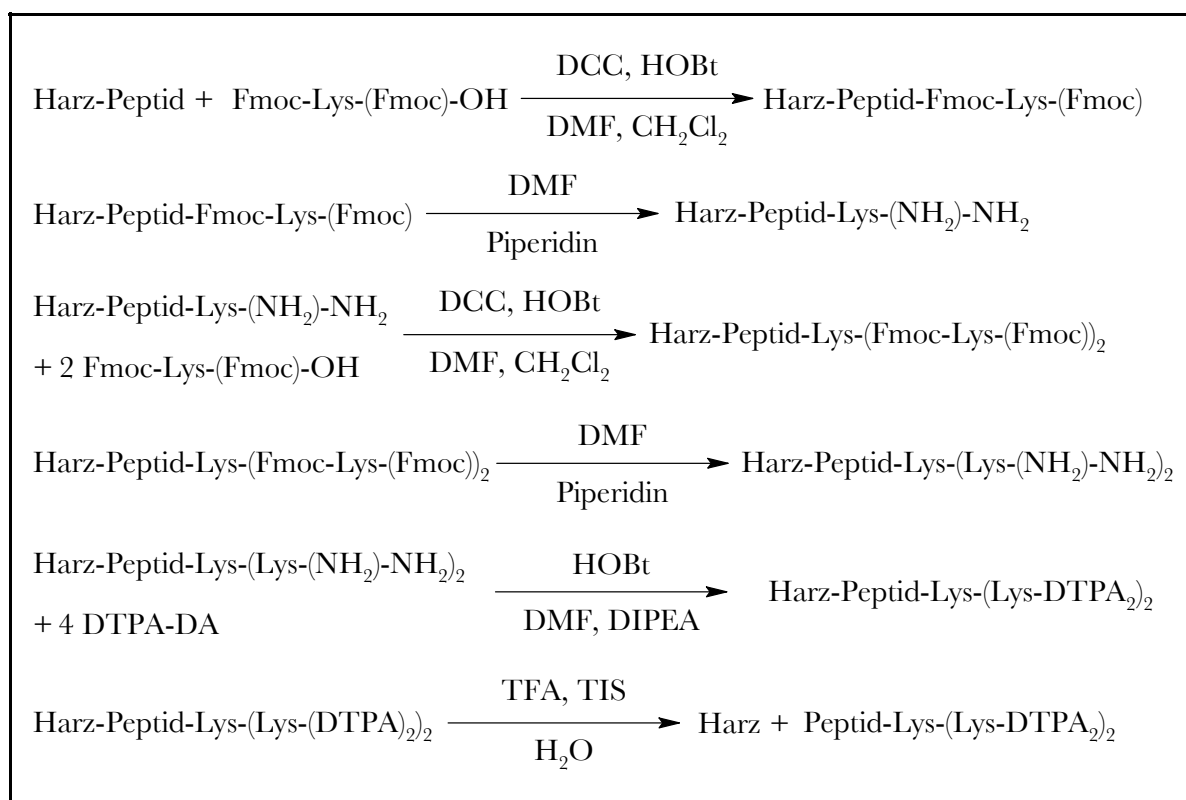 DCC, HOBt
Harz-Peptid + Fmoc-Lys-(Fmoc)-OH Harz-Peptid-Fmoc-Lys-(Fmoc)
DMF, CH₂Cl₂
DMF
Harz-Peptid-Fmoc-Lys-(Fmoc) Harz-Peptid-Lys-(NH₂)-NH₂
Piperidin
Harz-Peptid-Lys-(NH₂)-NH₂ DCC, HOBt
Harz-Peptid-Lys-(Fmoc-Lys-(Fmoc))₂
+ 2 Fmoc-Lys-(Fmoc)-OH DMF, CH₂Cl₂
DMF
Harz-Peptid-Lys-(Fmoc-Lys-(Fmoc))₂ Harz-Peptid-Lys-(Lys-(NH₂)-NH₂)₂
Piperidin
Harz-Peptid-Lys-(Lys-(NH₂)-NH₂)₂ HOBt
Harz-Peptid-Lys-(Lys-DTPA₂)₂
+ 4 DTPA-DA DMF, DIPEA
TFA, TIS
Harz-Peptid-Lys-(Lys-(DTPA)₂)₂ Harz + Peptid-Lys-(Lys-DTPA₂)₂
H₂O